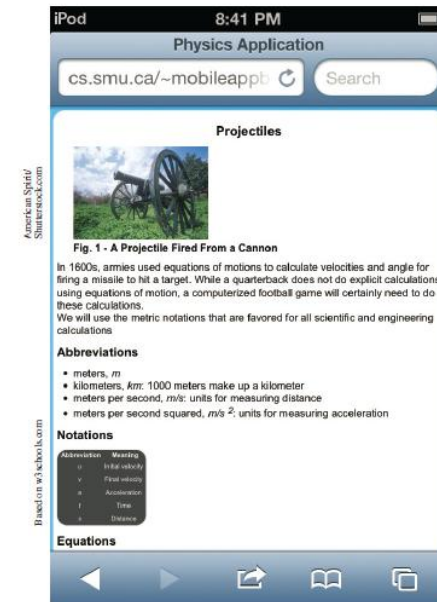 iPod 8:41 PM
Physics Application
cs.smu.ca/~mobileappb Search
Projectiles
Fig. 1 - A Projectile Fired From a Cannon
In 1600s, armies used equations of motions to calculate velocities and angle for
firing a missile to hit a target. While a quarterback does not do explicit calculations
using equations of motion, a computerized football game will certainly need to do
these calculations.
We will use the metric notations that are favored for all scientific and engineering
calculations
Abbreviations
• meters, m
• kilometers, km: 1000 meters make up a kilometer
• meters per second, m/s: units for measuring distance
• meters per second squared, m/s 2: units for measuring acceleration
Notations
Abbreviation Meaning
u Initial velocity
v Final velocity
a Acceleration
t Time
s Distance
Equations
American Spirit/
Shutterstock.com
Based on w3schools.com